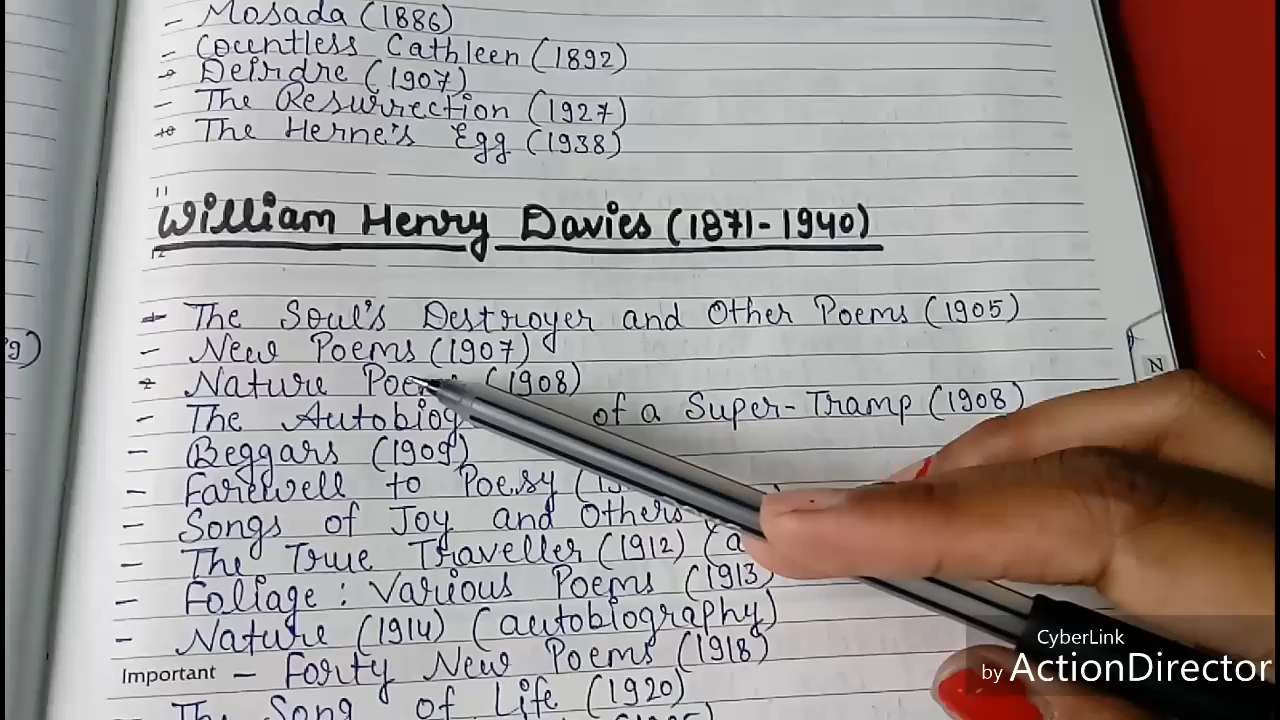 - Mosada (1886)
- Countless Cathleen (1892)
- Deirdre (1907)
- The Resurrection (1927)
- The Herne's Egg (1938)
William Henry Davies (1871-1940)
- The Soul's Destroyer and Other Poems (1905)
- New Poems (1907)
- Nature (1908)
- The of a Super-Tramp (1908)
- Beggars (1909)
- Farewell to Poesy
- Songs of Joy and Others
- The True Traveller (1912)
- Foliage : Various Poems (1913)
- Nature (1914) (autobiography)
Important - Forty New Poems (1918)
The Song of Life (1920)
N
CyberLink
by ActionDirector